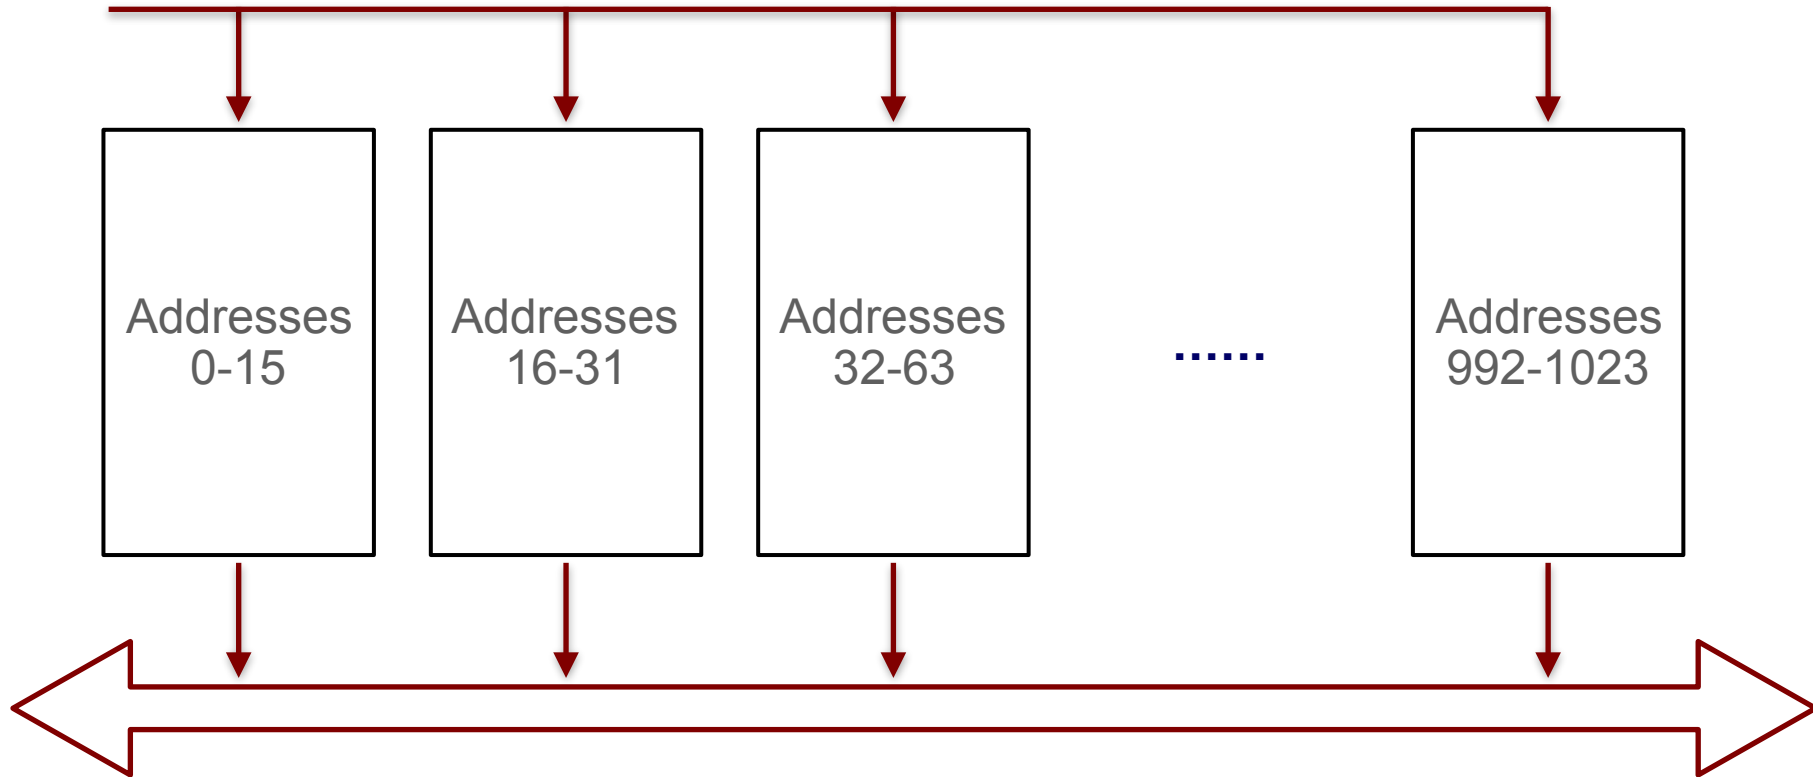 Addresses
0-15
Addresses
16-31
Addresses
32-63
......
Addresses
992-1023